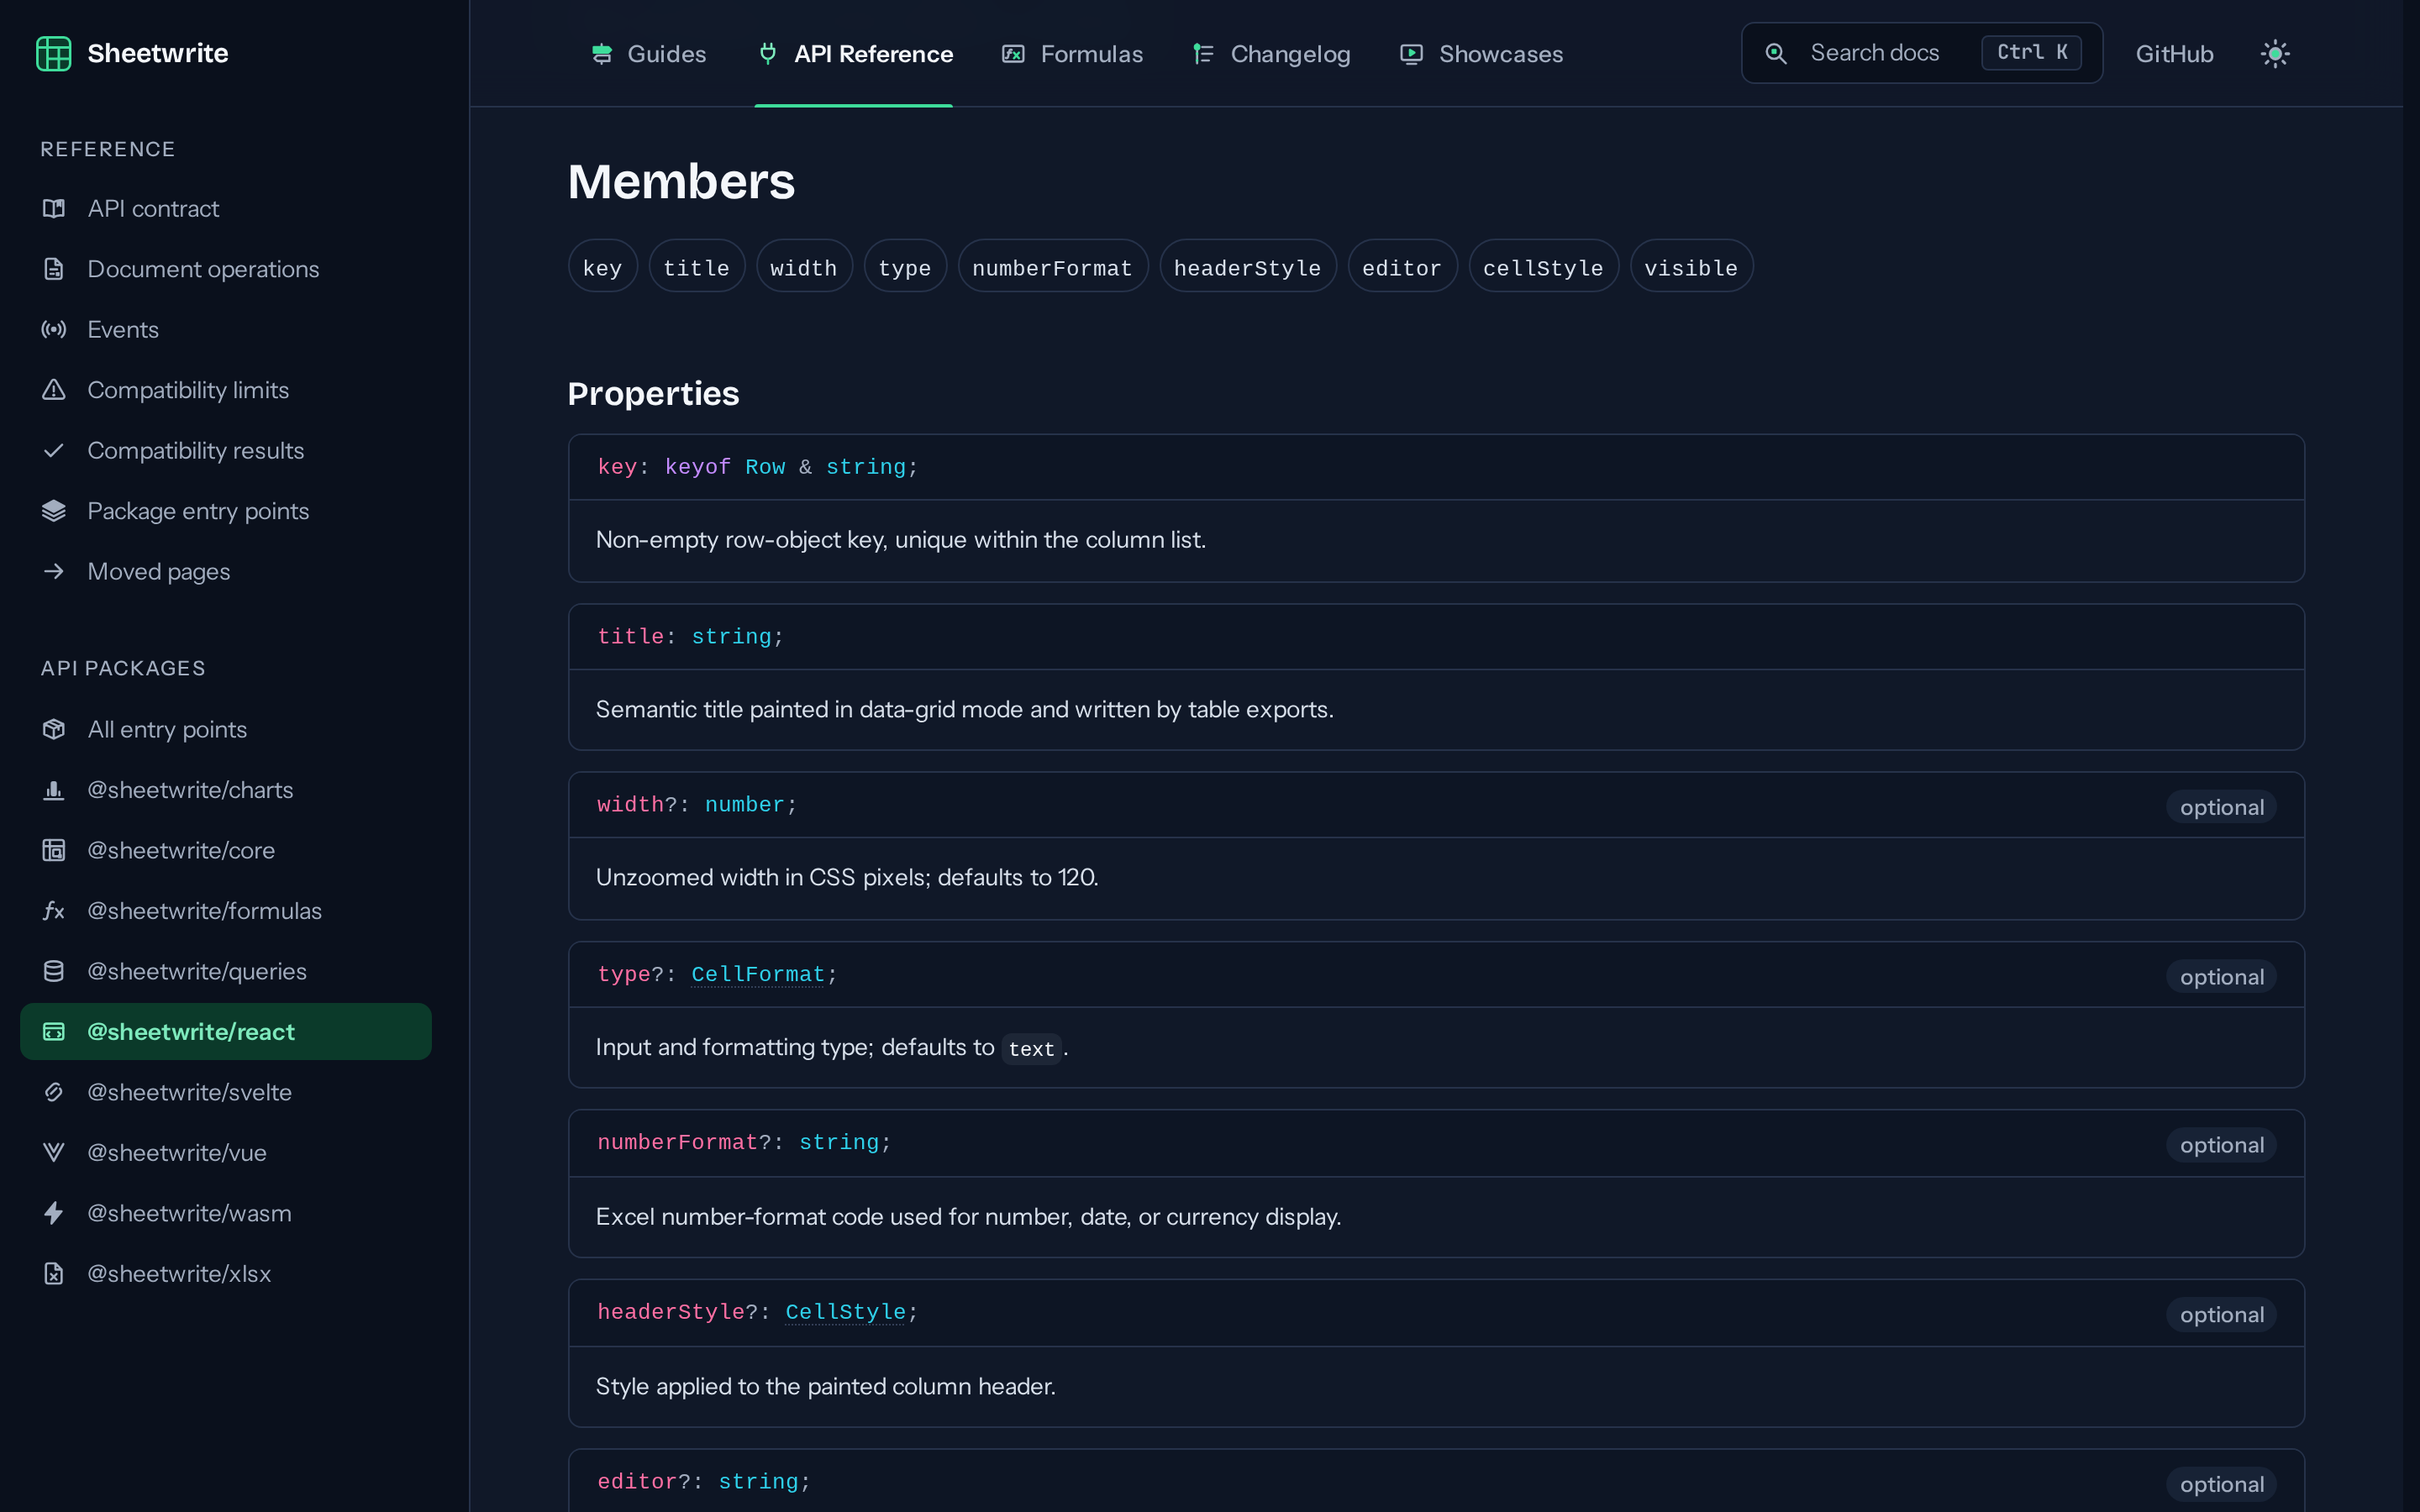 Sheetwrite
Guides
API Reference
Formulas
Changelog
Showcases
Search docs
Ctrl K
GitHub
REFERENCE
API contract
Document operations
Events
Compatibility limits
Compatibility results
Package entry points
Moved pages
API PACKAGES
All entry points
@sheetwrite/charts
@sheetwrite/core
@sheetwrite/formulas
@sheetwrite/queries
@sheetwrite/react
@sheetwrite/svelte
@sheetwrite/vue
@sheetwrite/wasm
@sheetwrite/xlsx
Members
key title width type numberFormat headerStyle editor cellStyle visible
Properties
key: keyof Row & string;
Non-empty row-object key, unique within the column list.
title: string;
Semantic title painted in data-grid mode and written by table exports.
width?: number; optional
Unzoomed width in CSS pixels; defaults to 120.
type?: CellFormat; optional
Input and formatting type; defaults to text.
numberFormat?: string; optional
Excel number-format code used for number, date, or currency display.
headerStyle?: CellStyle; optional
Style applied to the painted column header.
editor?: string; optional